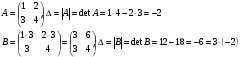 A = (1 2 / 3 4), Δ = |A| = det A = 1·4 − 2·3 = −2
B = (1·3 2·3 / 3 4) = (3 6 / 3 4), Δ = |B| = det B = 12 − 18 = −6 = 3·(−2)